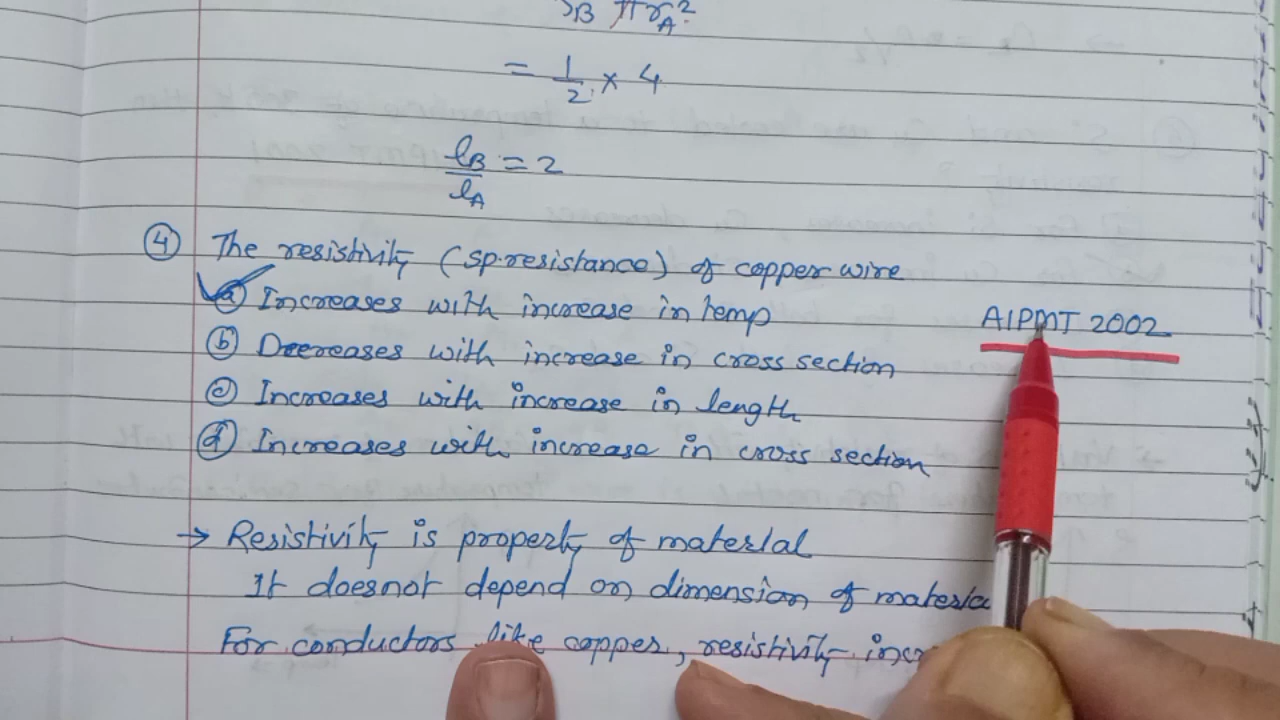 πr_A²
= 1/2 × 4
l_B/l_A = 2
④ The resistivity (sp.resistance) of copper wire
ⓐ Increases with increase in temp
AIPMT 2002
ⓑ Decreases with increase in cross section
ⓒ Increases with increase in length
ⓓ Increases with increase in cross section
→ Resistivity is property of material
It doesnot depend on dimension of
For conductors like copper, resistivity